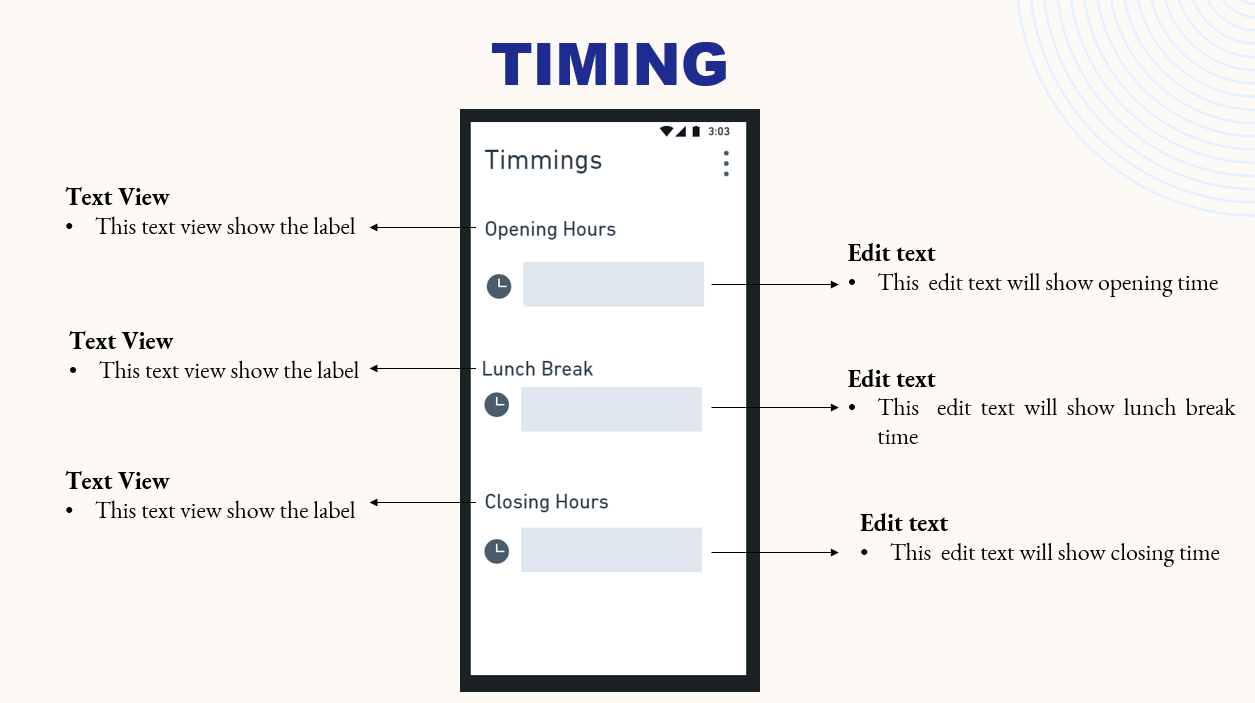 TIMING
3:03
Timmings
Text View
• This text view show the label
Opening Hours
Edit text
• This edit text will show opening time
Text View
• This text view show the label
Lunch Break
Edit text
• This edit text will show lunch break
time
Text View
• This text view show the label
Closing Hours
Edit text
• This edit text will show closing time